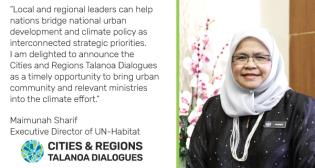 "Local and regional leaders can help
nations bridge national urban
development and climate policy as
interconnected strategic priorities.
I am delighted to announce the
Cities and Regions Talanoa Dialogues
as a timely opportunity to bring urban
community and relevant ministries
into the climate effort."
Maimunah Sharif
Executive Director of UN-Habitat
CITIES & REGIONS
TALANOA DIALOGUES